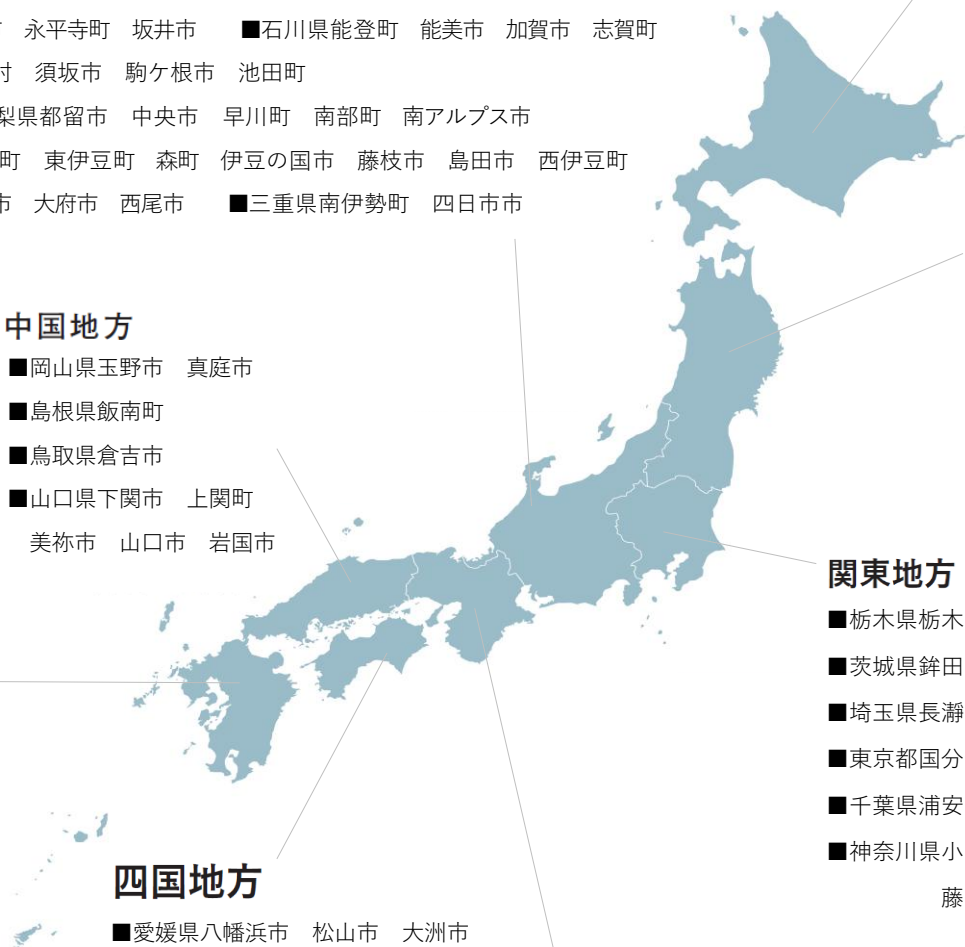 永平寺町　坂井市　■石川県能登町　能美市　加賀市　志賀町
村　須坂市　駒ケ根市　池田町
梨県都留市　中央市　早川町　南部町　南アルプス市
町　東伊豆町　森町　伊豆の国市　藤枝市　島田市　西伊豆町
市　大府市　西尾市　■三重県南伊勢町　四日市市
中国地方
■岡山県玉野市　真庭市
■島根県飯南町
■鳥取県倉吉市
■山口県下関市　上関町
美祢市　山口市　岩国市
関東地方
■栃木県栃木
■茨城県鉾田
■埼玉県長瀞
■東京都国分
■千葉県浦安
■神奈川県小
藤
四国地方
■愛媛県八幡浜市　松山市　大洲市